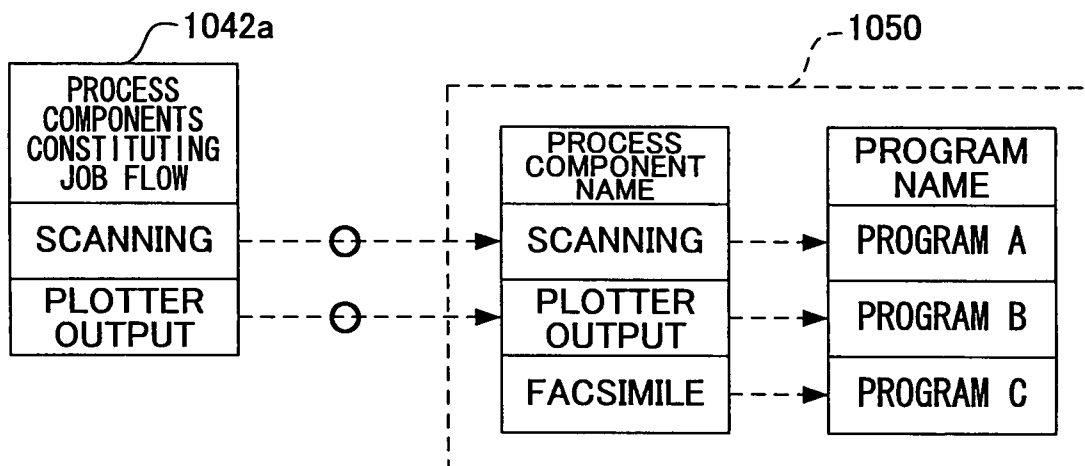 1042a
1050
PROCESS
COMPONENTS
CONSTITUTING
JOB FLOW
SCANNING
PLOTTER
OUTPUT
PROCESS
COMPONENT
NAME
SCANNING
PLOTTER
OUTPUT
FACSIMILE
PROGRAM
NAME
PROGRAM A
PROGRAM B
PROGRAM C